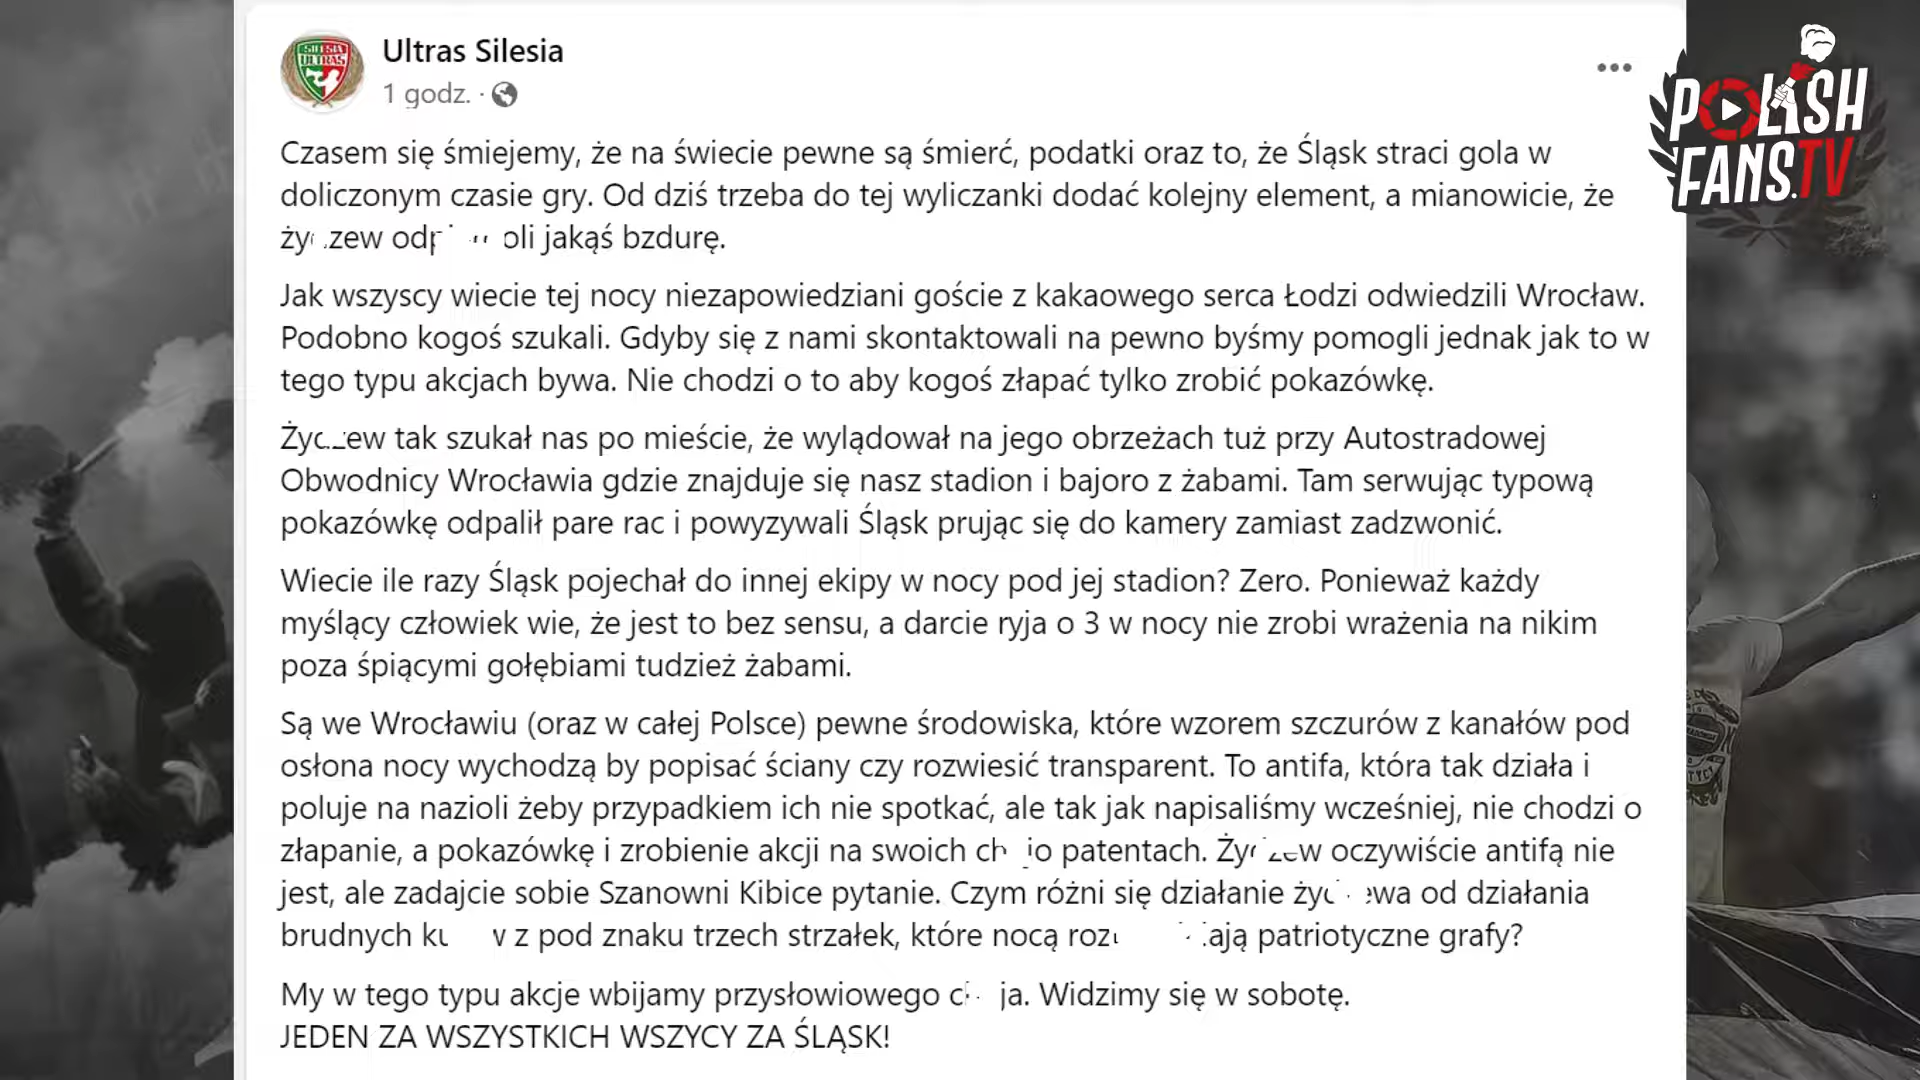 Ultras Silesia
1 godz. ·
SILESIA
ULTRAS
POLISH
FANS.TV
Czasem się śmiejemy, że na świecie pewne są śmierć, podatki oraz to, że Śląsk straci gola w
doliczonym czasie gry. Od dziś trzeba do tej wyliczanki dodać kolejny element, a mianowicie, że
jakąś bzdurę.
Jak wszyscy wiecie tej nocy niezapowiedziani goście z kakaowego serca Łodzi odwiedzili Wrocław.
Podobno kogoś szukali. Gdyby się z nami skontaktowali na pewno byśmy pomogli jednak jak to w
tego typu akcjach bywa. Nie chodzi o to aby kogoś złapać tylko zrobić pokazówkę.
tak szukał nas po mieście, że wylądował na jego obrzeżach tuż przy Autostradowej
Obwodnicy Wrocławia gdzie znajduje się nasz stadion i bajoro z żabami. Tam serwując typową
pokazówkę odpalił pare rac i powyzywali Śląsk prując się do kamery zamiast zadzwonić.
Wiecie ile razy Śląsk pojechał do innej ekipy w nocy pod jej stadion? Zero. Ponieważ każdy
myślący człowiek wie, że jest to bez sensu, a darcie ryja o 3 w nocy nie zrobi wrażenia na nikim
poza śpiącymi gołębiami tudzież żabami.
Są we Wrocławiu (oraz w całej Polsce) pewne środowiska, które wzorem szczurów z kanałów pod
osłona nocy wychodzą by popisać ściany czy rozwiesić transparent. To antifa, która tak działa i
poluje na nazioli żeby przypadkiem ich nie spotkać, ale tak jak napisaliśmy wcześniej, nie chodzi o
złapanie, a pokazówkę i zrobienie akcji na swoich patentach. oczywiście antifą nie
jest, ale zadajcie sobie Szanowni Kibice pytanie. Czym różni się działanie od działania
brudnych z pod znaku trzech strzałek, które nocą patriotyczne grafy?
My w tego typu akcje wbijamy przysłowiowego Widzimy się w sobotę.
JEDEN ZA WSZYSTKICH WSZYCY ZA ŚLĄSK!